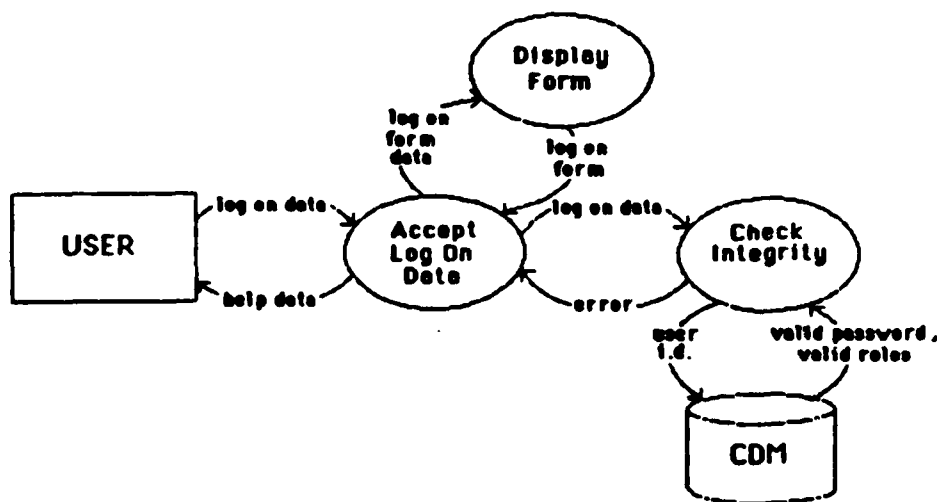 Display
Form
log on
form
data
log on
form
USER
log on data
Accept
Log On
Data
log on data
Check
Integrity
help data
error
user
i.d.
valid password,
valid roles
CDM